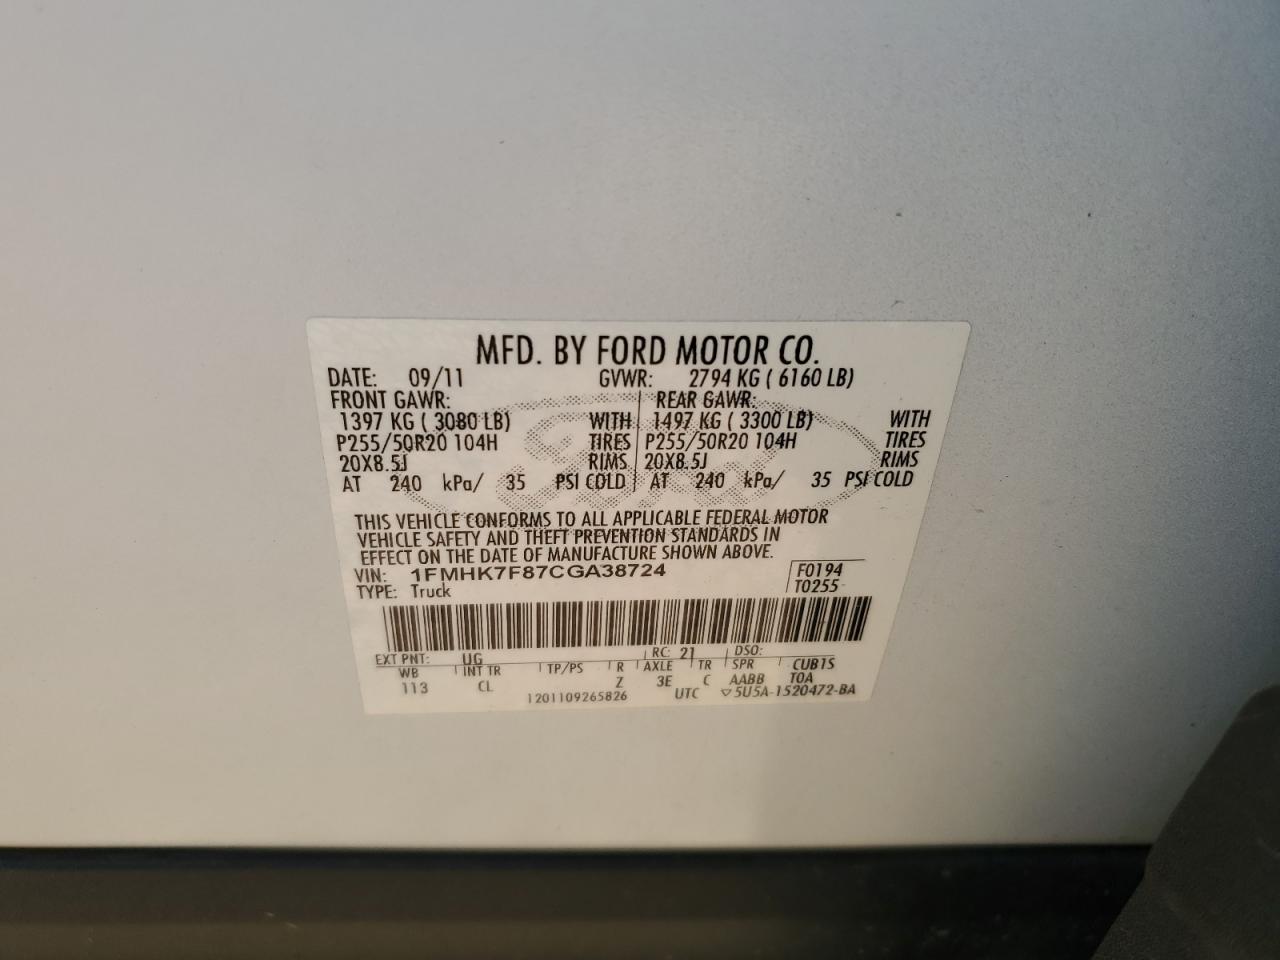 MFD. BY FORD MOTOR CO.
DATE: 09/11 GVWR: 2794 KG ( 6160 LB)
FRONT GAWR: REAR GAWR:
1397 KG ( 3080 LB) WITH 1497 KG ( 3300 LB) WITH
P255/50R20 104H TIRES P255/50R20 104H TIRES
20X8.5J RIMS 20X8.5J RIMS
AT 240 kPa/ 35 PSI COLD AT 240 kPa/ 35 PSI COLD
THIS VEHICLE CONFORMS TO ALL APPLICABLE FEDERAL MOTOR
VEHICLE SAFETY AND THEFT PREVENTION STANDARDS IN
EFFECT ON THE DATE OF MANUFACTURE SHOWN ABOVE.
VIN: 1FMHK7F87CGA38724 F0194
TYPE: Truck T0255
EXT PNT: UG RC: 21 DSO:
WB INT TR TP/PS R AXLE TR SPR CUB1S
113 CL Z 3E C AABB TOA
1201109265826 UTC ▽5U5A-1520472-BA